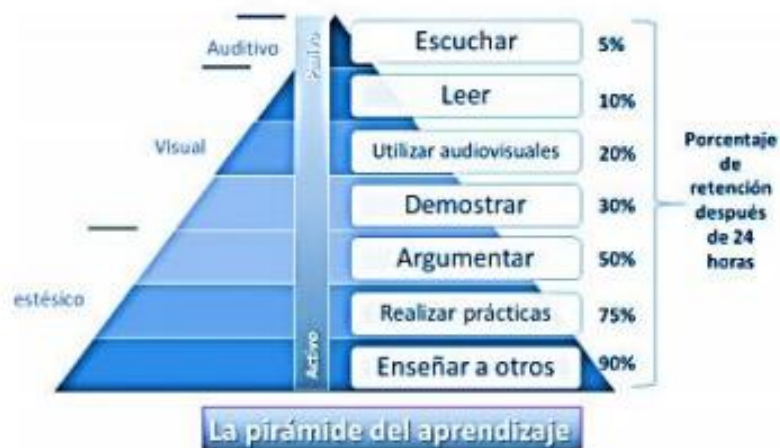 Auditivo
Pasivo
Escuchar
5%
Leer
10%
Visual
Utilizar audiovisuales
20%
Demostrar
30%
Argumentar
50%
estésico
Realizar prácticas
75%
Activo
Enseñar a otros
90%
Porcentaje
de
retención
después
de 24
horas
La pirámide del aprendizaje